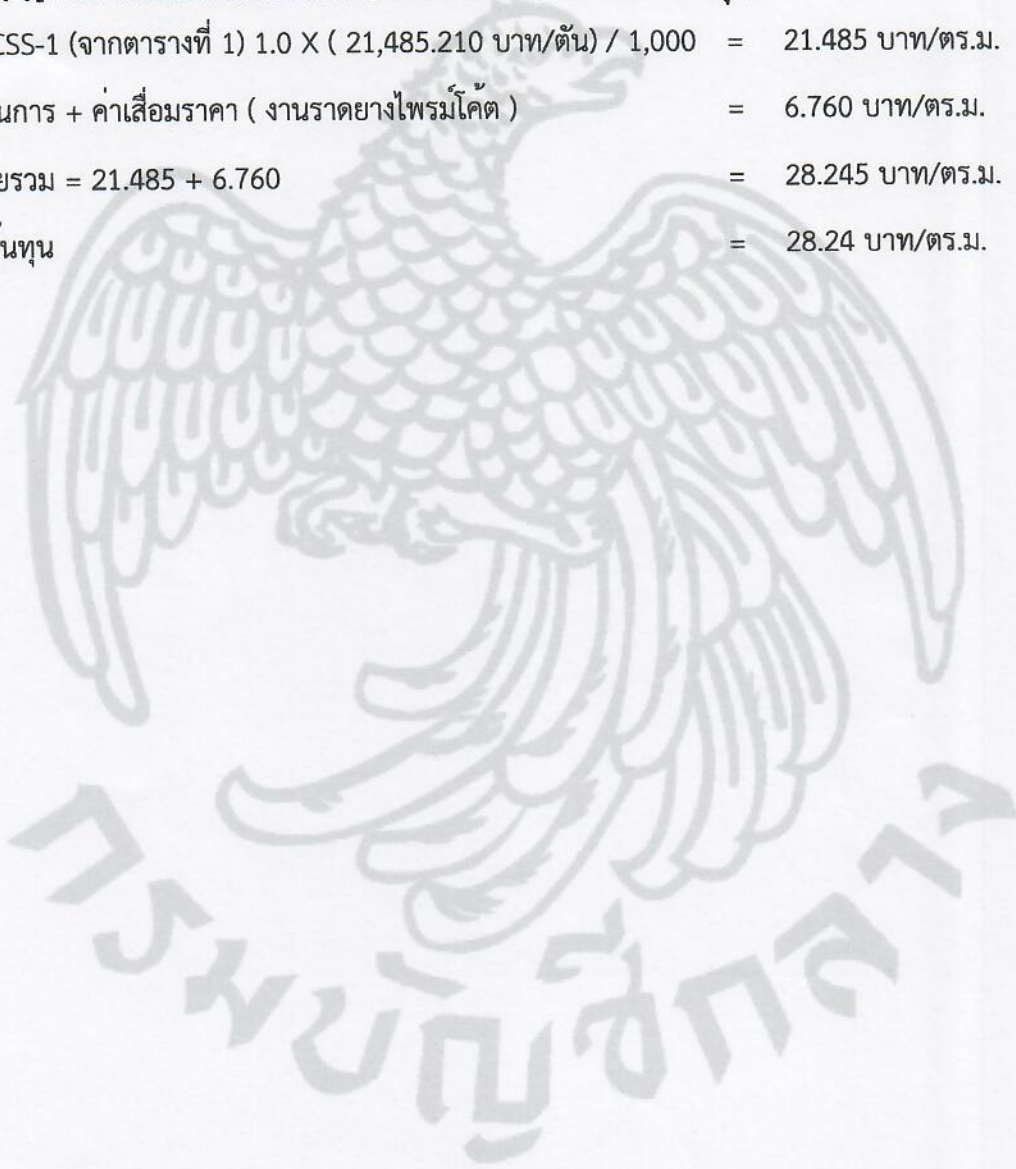 CSS-1 (จากตารางที่ 1) 1.0 X ( 21,485.210 บาท/ตัน) / 1,000 = 21.485 บาท/ตร.ม.
นการ + ค่าเสื่อมราคา ( งานราดยางไพรม์โค้ต ) = 6.760 บาท/ตร.ม.
ยรวม = 21.485 + 6.760 = 28.245 บาท/ตร.ม.
นทุน = 28.24 บาท/ตร.ม.
กรมบัญชีกลาง